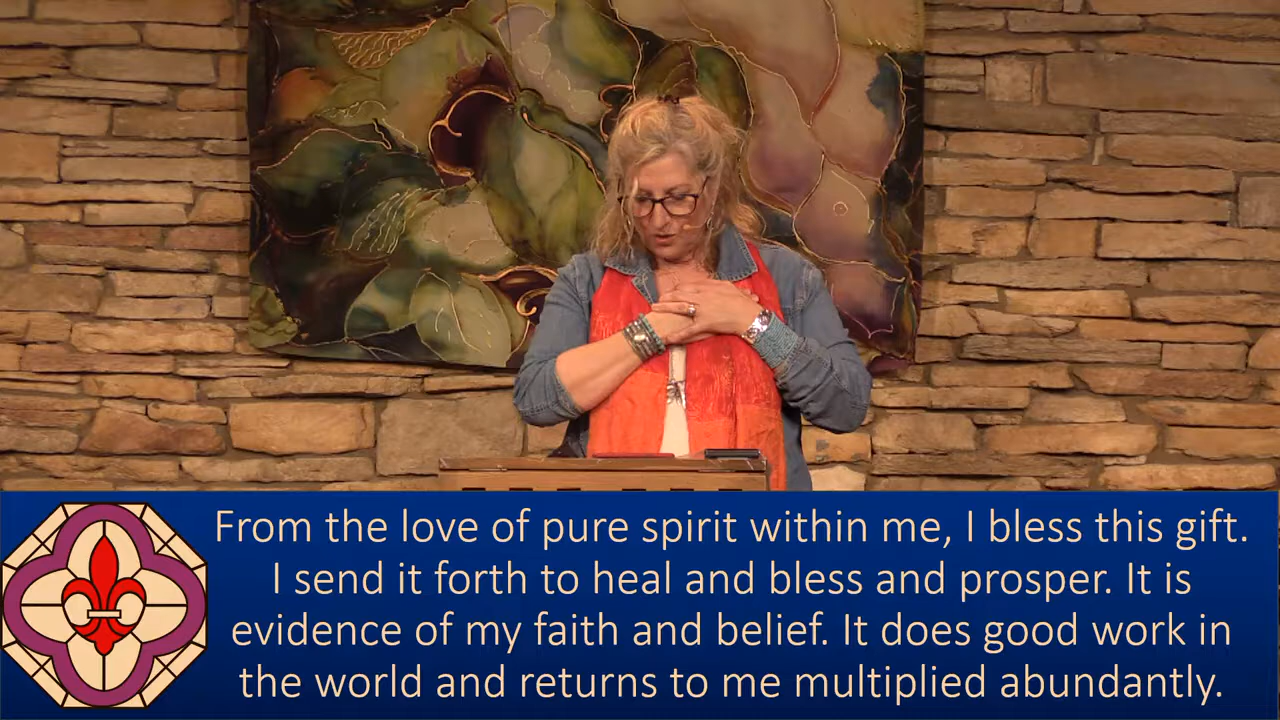 From the love of pure spirit within me, I bless this gift.
I send it forth to heal and bless and prosper. It is
evidence of my faith and belief. It does good work in
the world and returns to me multiplied abundantly.